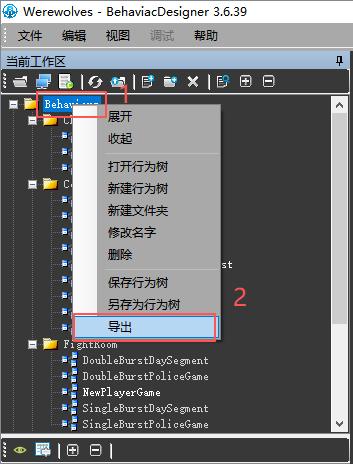 Werewolves - BehaviacDesigner 3.6.39
文件 编辑 视图 调试 帮助
当前工作区
Behaviors
1
展开
收起
打开行为树
新建行为树
新建文件夹
修改名字
删除
保存行为树
另存为行为树
2
导出
FightRoom
DoubleBurstDaySegment
DoubleBurstPoliceGame
NewPlayerGame
SingleBurstDaySegment
SingleBurstPoliceGame